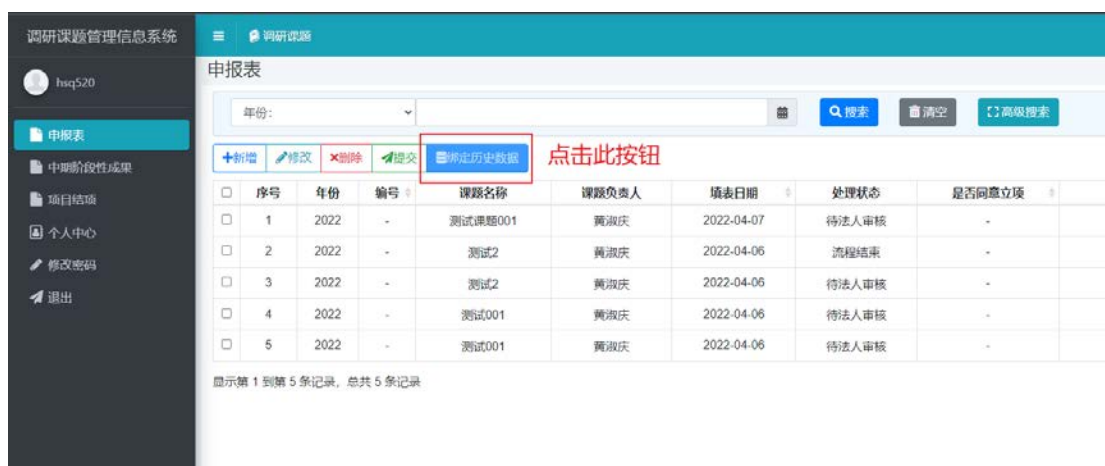 调研课题管理信息系统
调研课题
hsq520
申报表
年份:
搜索
清空
高级搜索
申报表
中期阶段性成果
项目结项
个人中心
修改密码
退出
新增 修改 删除 提交 绑定历史数据 点击此按钮
序号 年份 编号 课题名称 课题负责人 填表日期 处理状态 是否同意立项
1 2022 - 测试课题001 黄淑庆 2022-04-07 待法人审核 -
2 2022 - 测试2 黄淑庆 2022-04-06 流程结束 -
3 2022 - 测试2 黄淑庆 2022-04-06 待法人审核 -
4 2022 - 测试001 黄淑庆 2022-04-06 待法人审核 -
5 2022 - 测试001 黄淑庆 2022-04-06 待法人审核 -
显示第 1 到第 5 条记录，总共 5 条记录